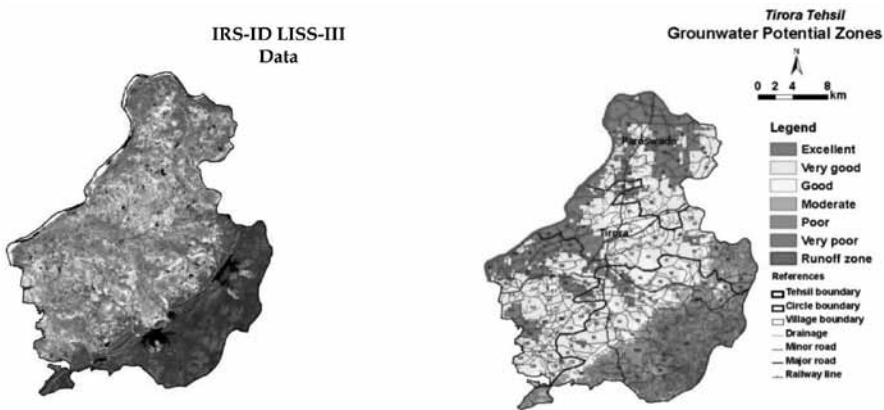 IRS-ID LISS-III
Data
Tirora Tehsil
Grounwater Potential Zones
N
0 2 4 8
km
Legend
Excellent
Very good
Good
Moderate
Poor
Very poor
Runoff zone
References
Tehsil boundary
Circle boundary
Village boundary
Drainage
Minor road
Major road
Railway line
Tirora